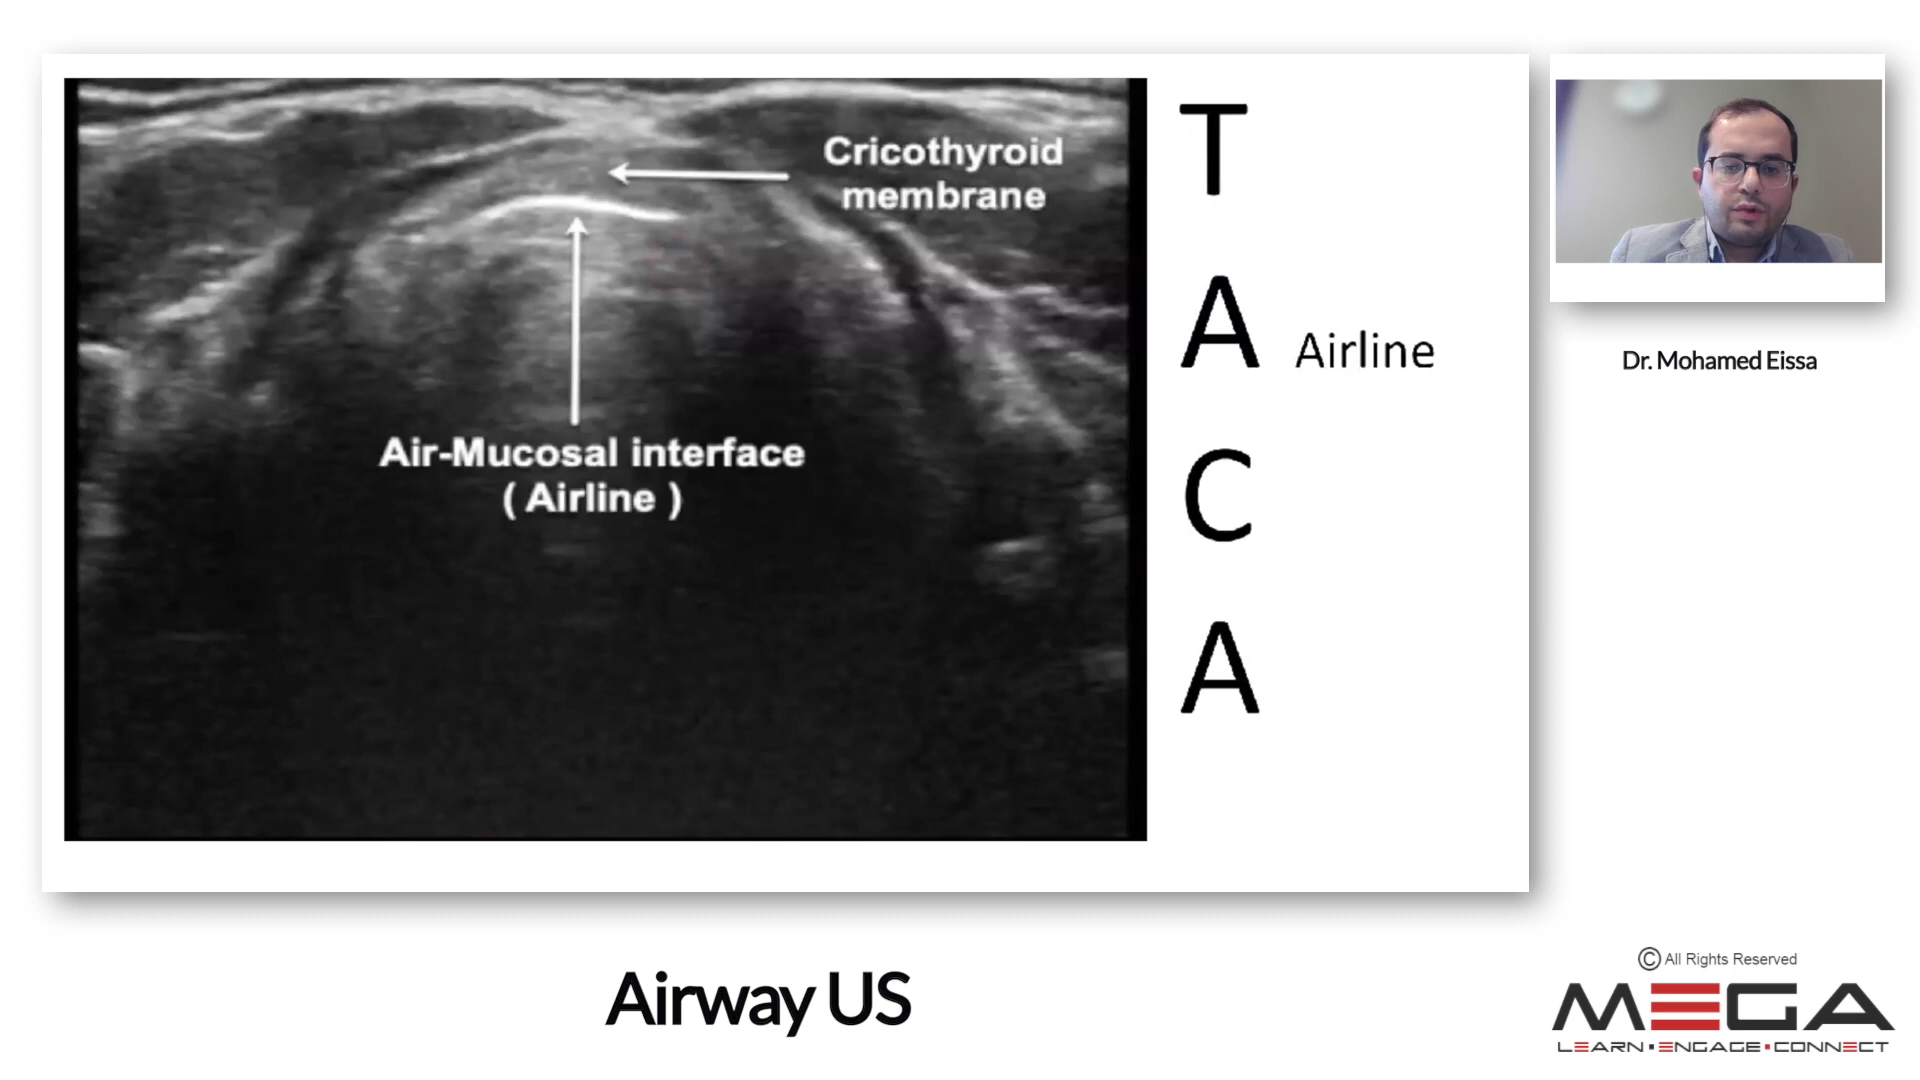 Cricothyroid
membrane
Air-Mucosal interface
( Airline )
T
A Airline
C
A
Dr. Mohamed Eissa
Airway US
© All Rights Reserved
MEGA
LEARN ▪ ENGAGE ▪ CONNECT